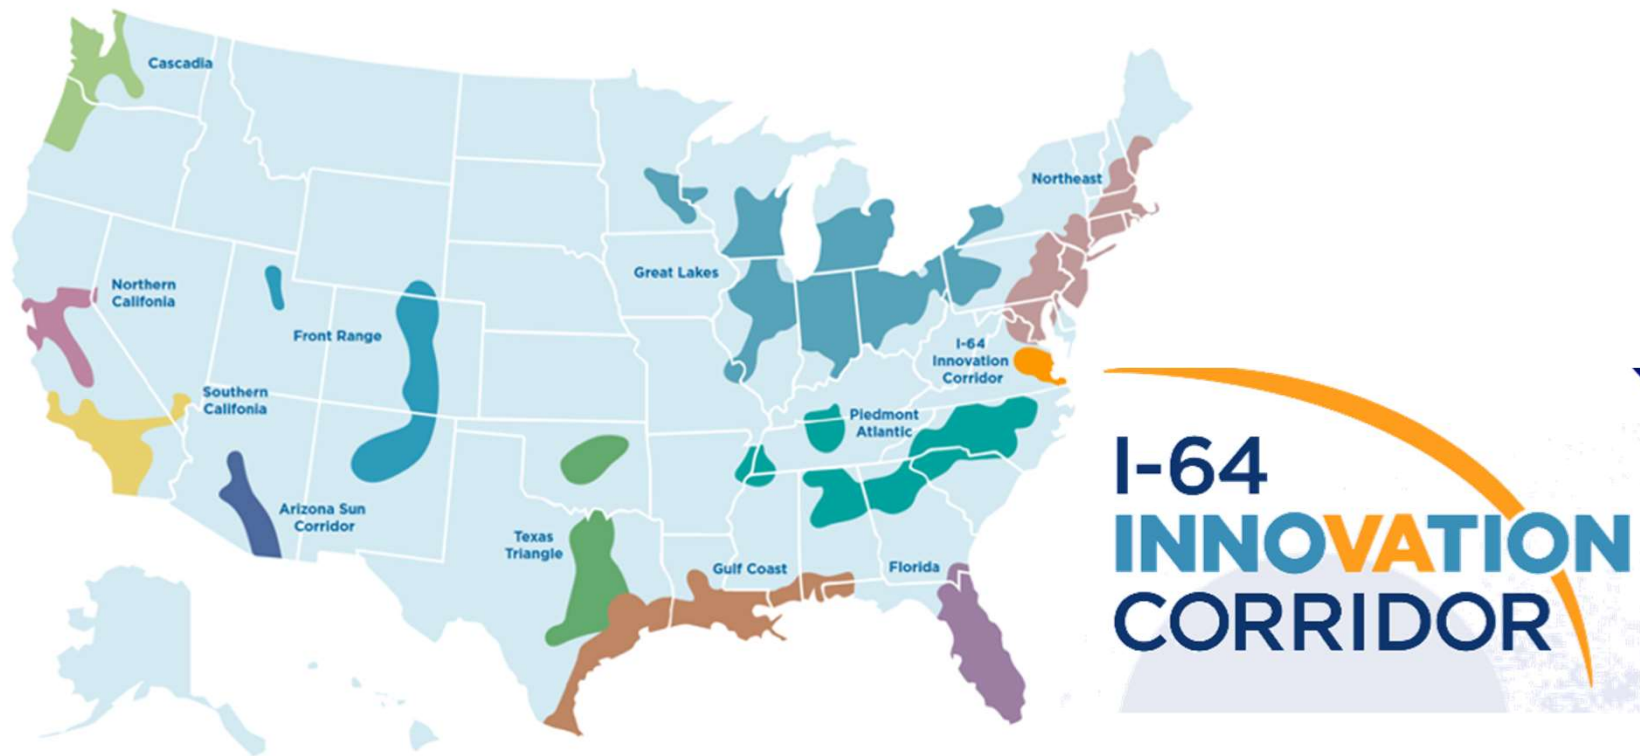 Cascadia
Northeast
Great Lakes
Northern
Califonia
Front Range
I-64
Innovation
Corridor
Southern
Califonia
Piedmont
Atlantic
Arizona Sun
Corridor
Texas
Triangle
Gulf Coast
Florida
I-64
INNOVATION
CORRIDOR